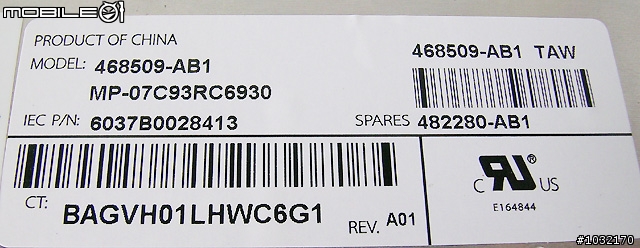 MOBILE01
PRODUCT OF CHINA
MODEL: 468509-AB1
MP-07C93RC6930
IEC P/N: 6037B0028413
468509-AB1 TAW
SPARES 482280-AB1
CT: BAGVH01LHWC6G1
REV. A01
C RU® US
E164844
#1032170